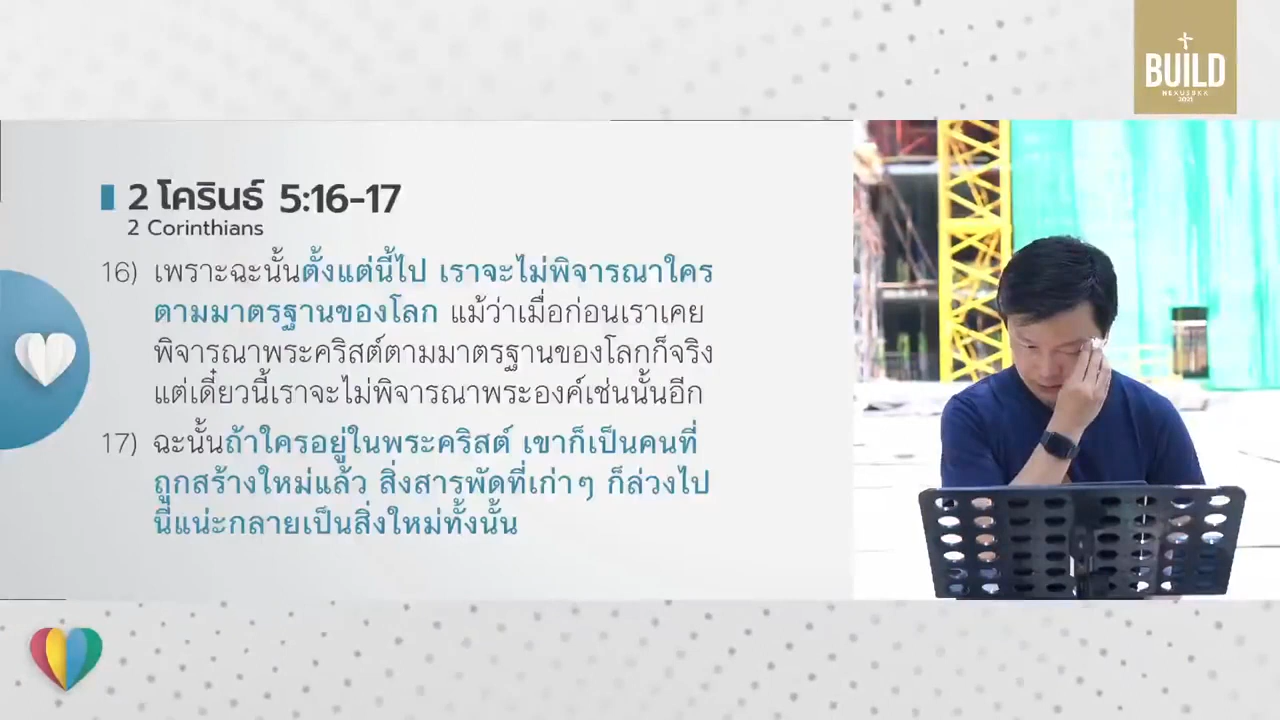 BUILD
NEXUSBKK
2021
2 โครินธ์ 5:16-17
2 Corinthians
16) เพราะฉะนั้นตั้งแต่นี้ไป เราจะไม่พิจารณาใคร
ตามมาตรฐานของโลก แม้ว่าเมื่อก่อนเราเคย
พิจารณาพระคริสต์ตามมาตรฐานของโลกก็จริง
แต่เดี๋ยวนี้เราจะไม่พิจารณาพระองค์เช่นนั้นอีก
17) ฉะนั้นถ้าใครอยู่ในพระคริสต์ เขาก็เป็นคนที่
ถูกสร้างใหม่แล้ว สิ่งสารพัดที่เก่าๆ ก็ล่วงไป
นี่แน่ะกลายเป็นสิ่งใหม่ทั้งนั้น